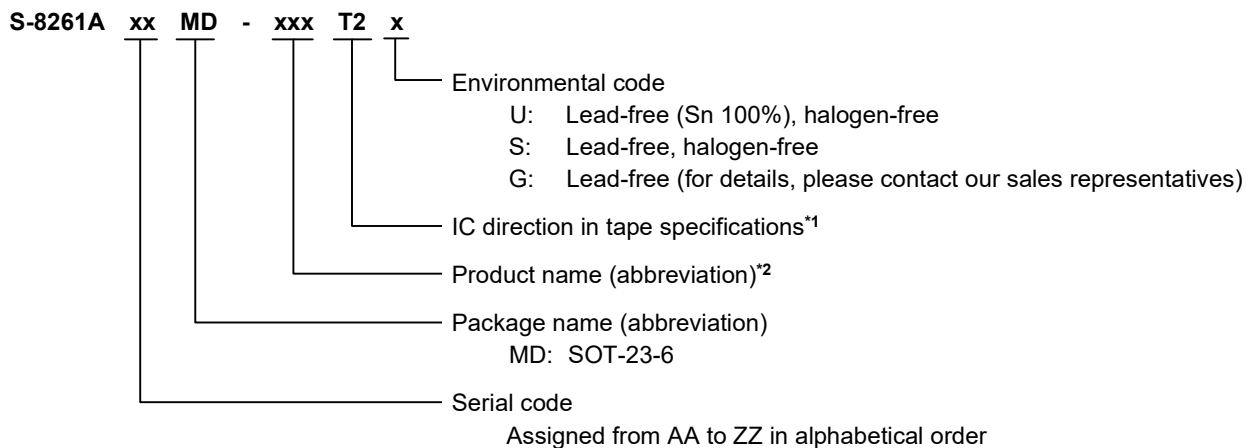 S-8261A xx MD - xxx T2 x
Environmental code
U: Lead-free (Sn 100%), halogen-free
S: Lead-free, halogen-free
G: Lead-free (for details, please contact our sales representatives)
IC direction in tape specifications*1
Product name (abbreviation)*2
Package name (abbreviation)
MD: SOT-23-6
Serial code
Assigned from AA to ZZ in alphabetical order